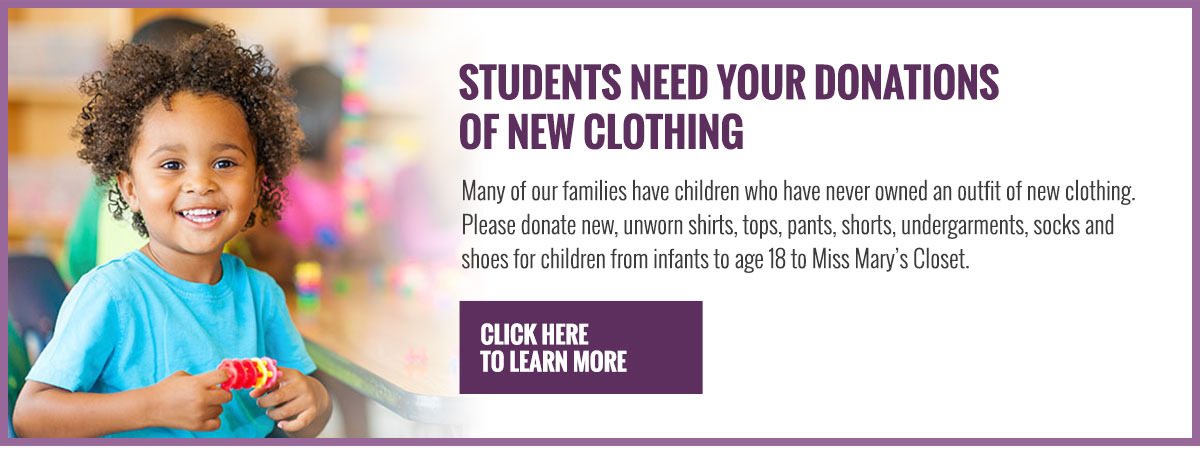 STUDENTS NEED YOUR DONATIONS
OF NEW CLOTHING
Many of our families have children who have never owned an outfit of new clothing.
Please donate new, unworn shirts, tops, pants, shorts, undergarments, socks and
shoes for children from infants to age 18 to Miss Mary’s Closet.
CLICK HERE
TO LEARN MORE